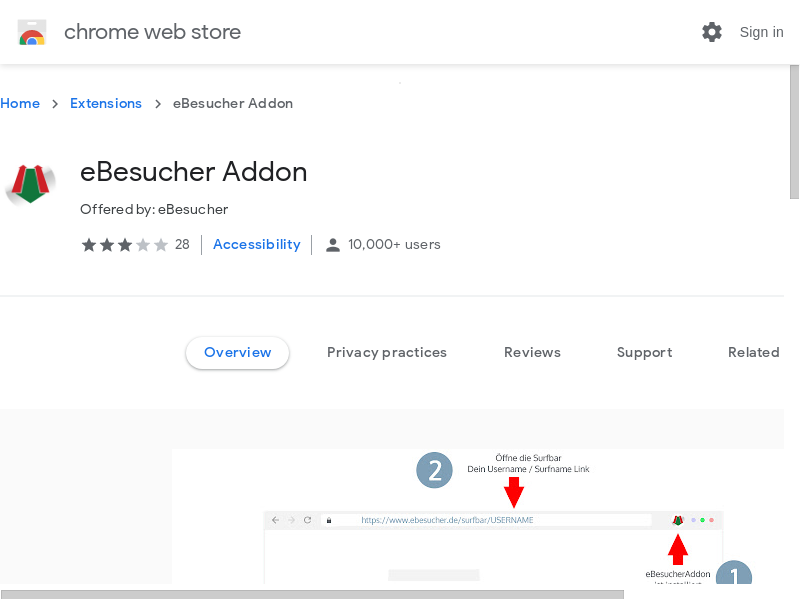 chrome web store
Sign in
Home > Extensions > eBesucher Addon
eBesucher Addon
Offered by: eBesucher
28
Accessibility
10,000+ users
Overview
Privacy practices
Reviews
Support
Related
2
Öffne die Surfbar
Dein Username / Surfname Link
https://www.ebesucher.de/surfbar/USERNAME
eBesucherAddon
1